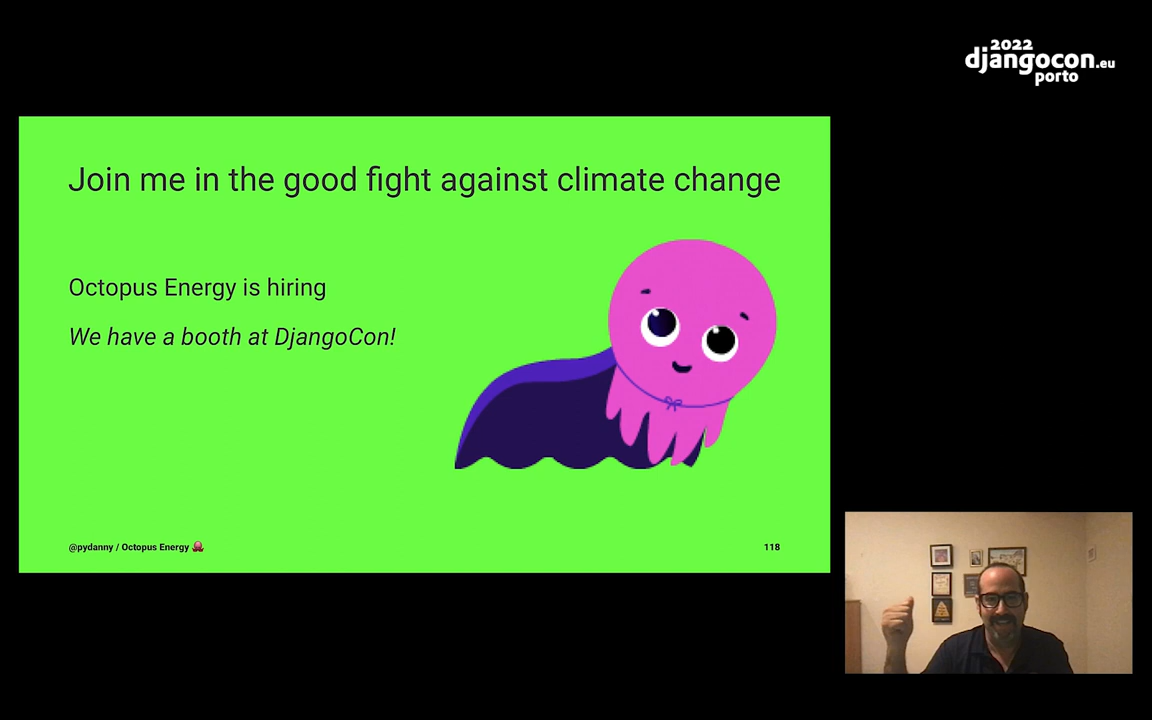 2022
djangocon.eu
porto
Join me in the good fight against climate change
Octopus Energy is hiring
We have a booth at DjangoCon!
@pydanny / Octopus Energy 🐙
118